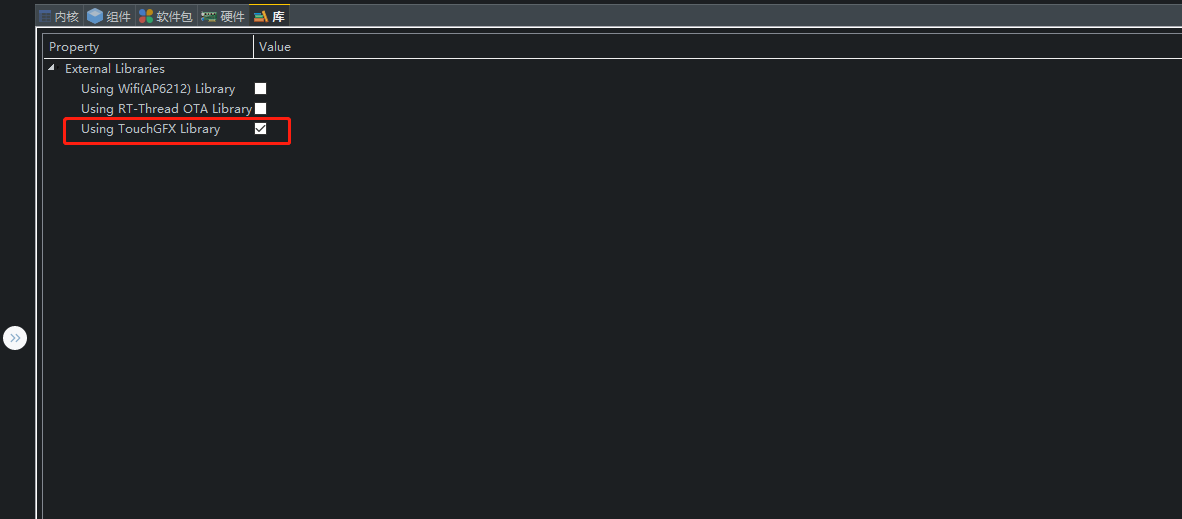 内核 组件 软件包 硬件 库
Property Value
External Libraries
Using Wifi(AP6212) Library
Using RT-Thread OTA Library
Using TouchGFX Library